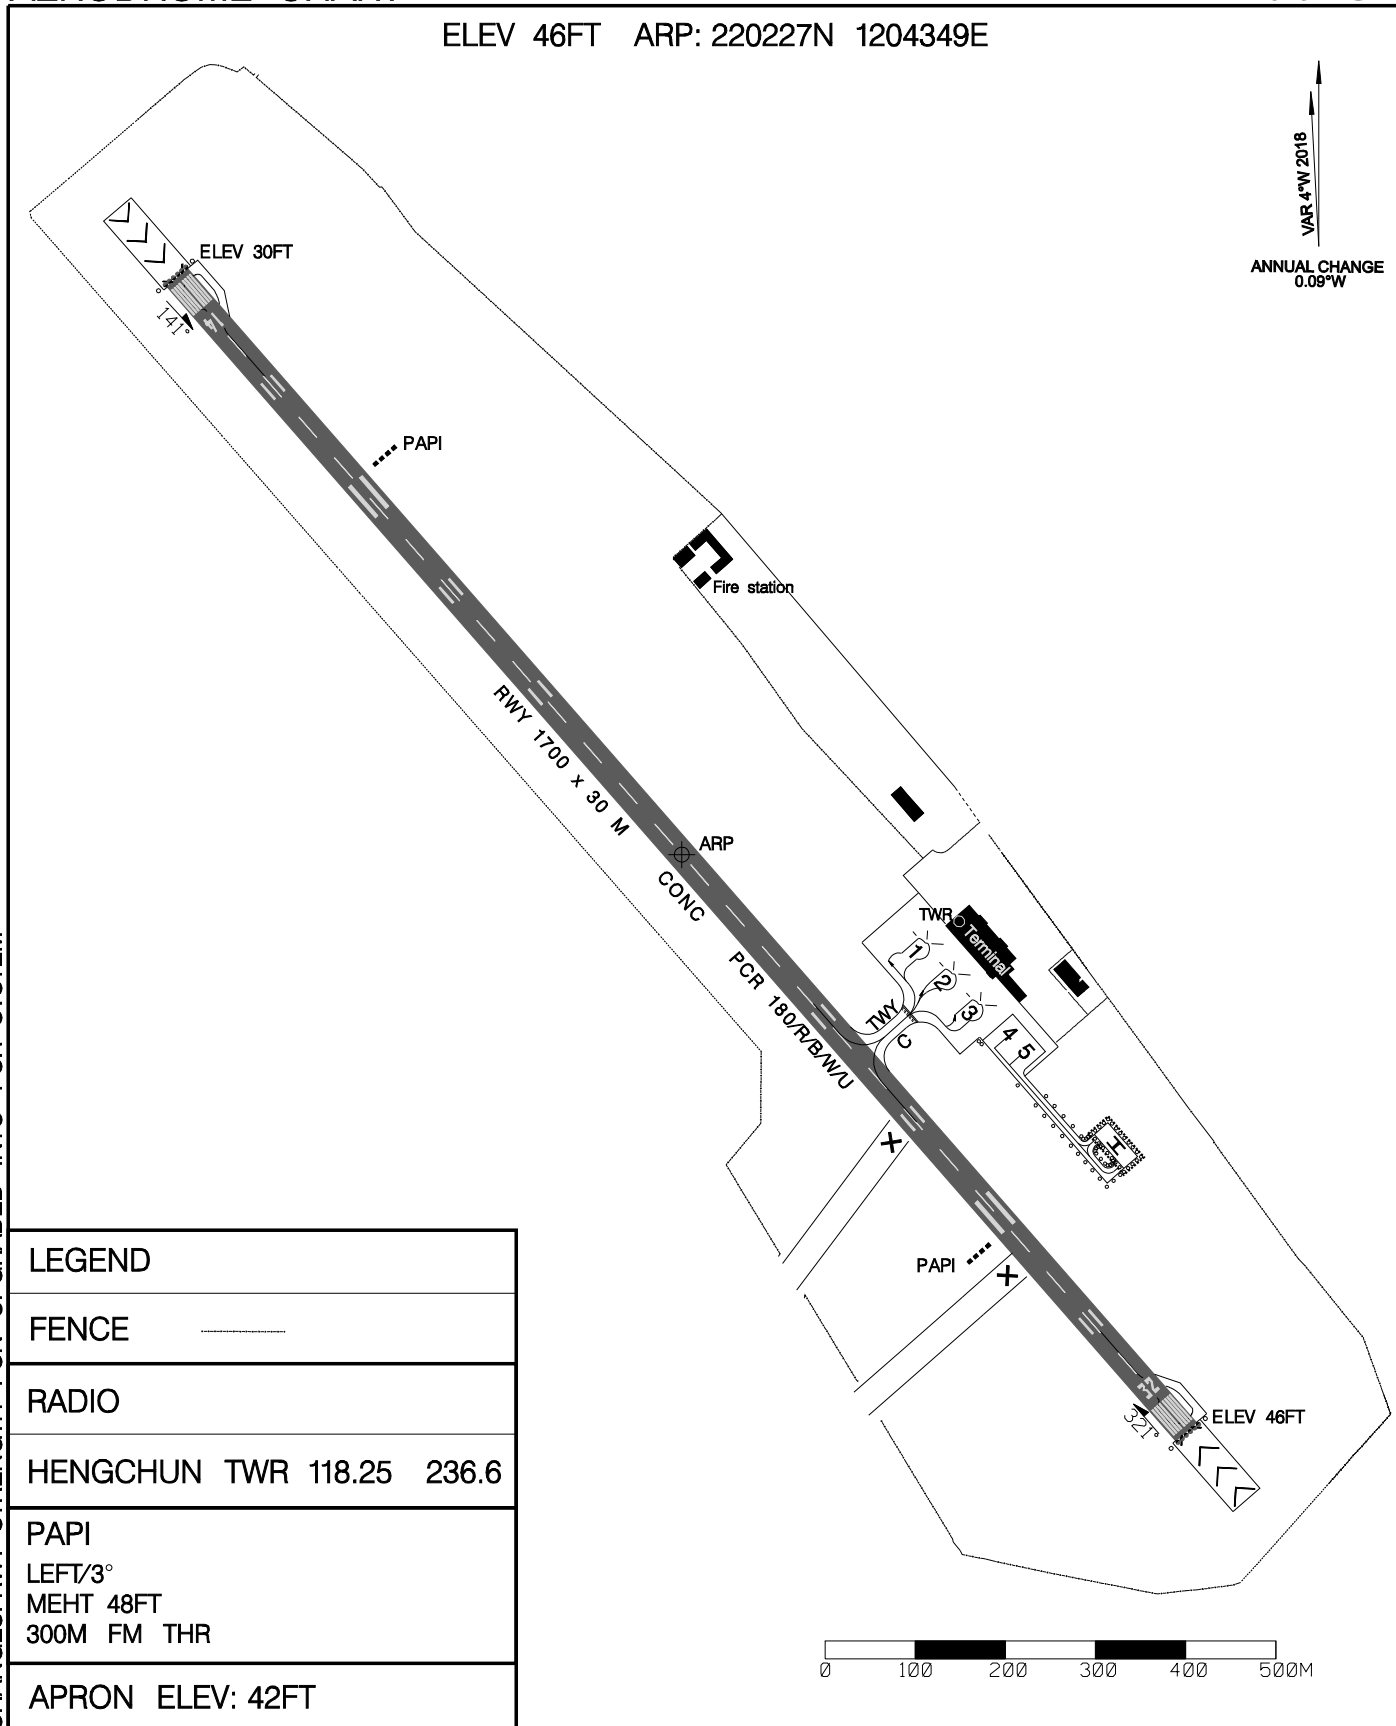 ELEV 46FT ARP: 220227N 1204349E
VAR 4°W 2018
ANNUAL CHANGE
0.09°W
ELEV 30FT
141°
14
PAPI
Fire station
RWY 1700 x 30 M
ARP
CONC
PCR 180/R/B/W/U
TWR
Terminal
1
2
3
4
5
TWY
C
H
X
PAPI
X
32
321°
ELEV 46FT
LEGEND
FENCE
RADIO
HENGCHUN TWR 118.25 236.6
PAPI
LEFT/3°
MEHT 48FT
300M FM THR
APRON ELEV: 42FT
0 100 200 300 400 500M